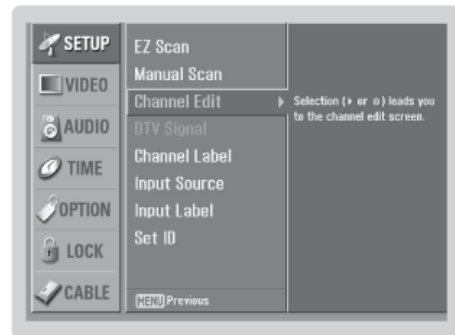 SETUP
VIDEO
AUDIO
TIME
OPTION
LOCK
CABLE
EZ Scan
Manual Scan
Channel Edit ▶
DTV Signal
Channel Label
Input Source
Input Label
Set ID
MENU Previous
Selection (▶ or ⊙) leads you
to the channel edit screen.